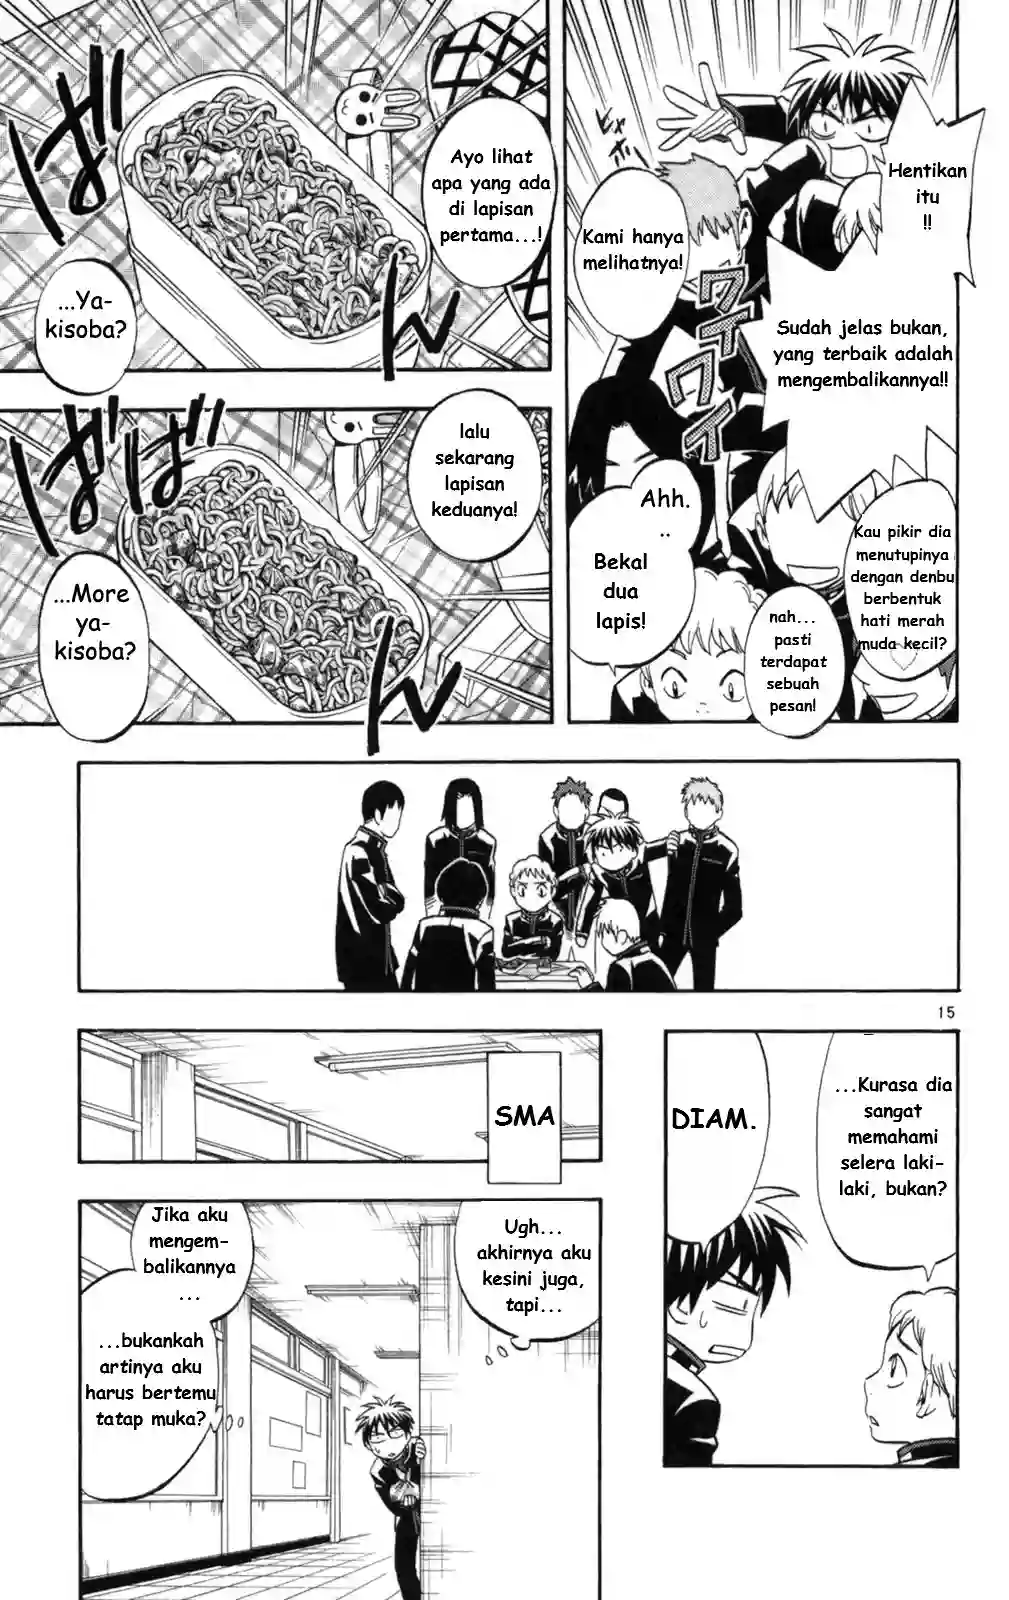 Hentikan
itu
!!
Kami hanya
melihatnya!
Sudah jelas bukan,
yang terbaik adalah
mengembalikannya!!
ワイ
ワイ
Ahh.
..
Bekal
dua
lapis!
Kau pikir dia
menutupinya
dengan denbu
berbentuk
hati merah
muda kecil?
nah...
pasti
terdapat
sebuah
pesan!
Ayo lihat
apa yang ada
di lapisan
pertama...!
ばーん
...Ya-
kisoba?
lalu
sekarang
lapisan
keduanya!
ばばーん
...More
ya-
kisoba?
15
...Kurasa dia
sangat
memahami
selera laki-
laki, bukan?
DIAM.
SMA
Ugh...
akhirnya aku
kesini juga,
tapi...
Jika aku
mengem-
balikannya
...
...bukankah
artinya aku
harus bertemu
tatap muka?